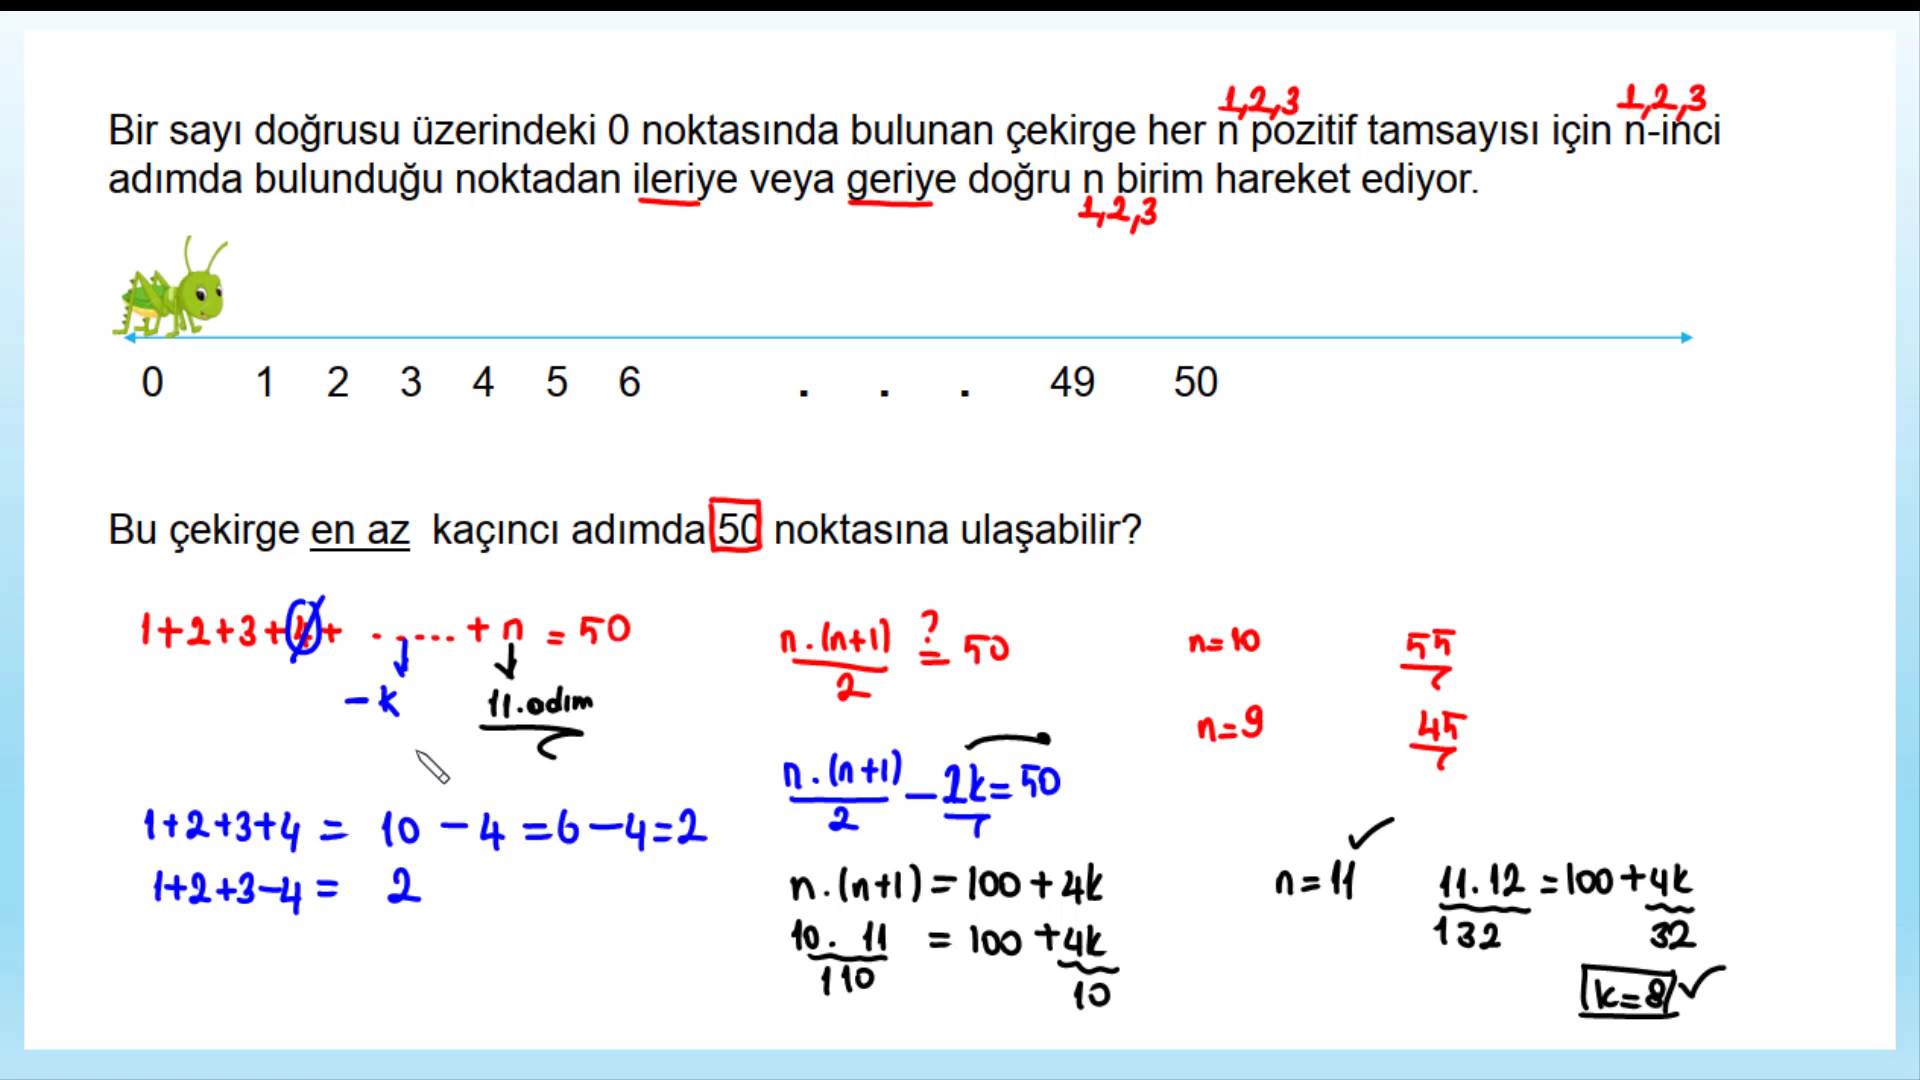 1,2,3 1,2,3
Bir sayı doğrusu üzerindeki 0 noktasında bulunan çekirge her n pozitif tamsayısı için n-inci
adımda bulunduğu noktadan ileriye veya geriye doğru n birim hareket ediyor.
1,2,3
0 1 2 3 4 5 6 . . . 49 50
Bu çekirge en az kaçıncı adımda 50 noktasına ulaşabilir?
1+2+3+4+ ...... + n = 50
-k 11.adım
1+2+3+4 = 10 - 4 = 6 - 4 = 2
1+2+3-4 = 2
n.(n+1)/2 ?= 50
n.(n+1)/2 - 2k = 50
n.(n+1) = 100 + 4k
10. 11 = 100 + 4k
110 10
n=10 55
n=9 45
n=11 11.12 = 100 + 4k
132 32
k=8